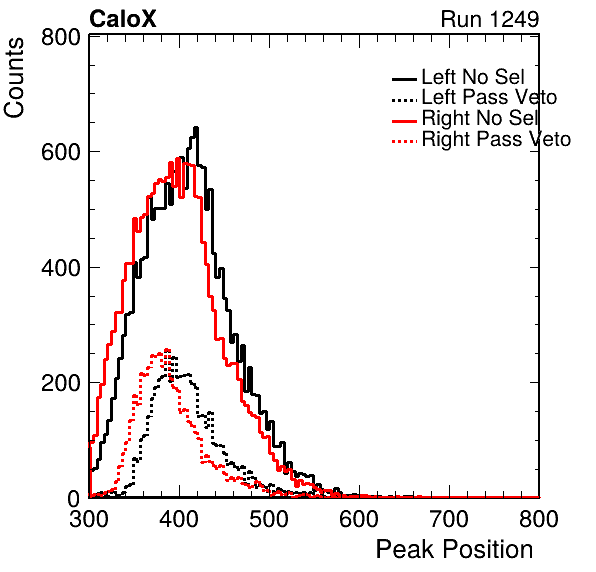 CaloX Run 1249
Counts
800
600
400
200
0
Left No Sel
Left Pass Veto
Right No Sel
Right Pass Veto
300 400 500 600 700 800
Peak Position